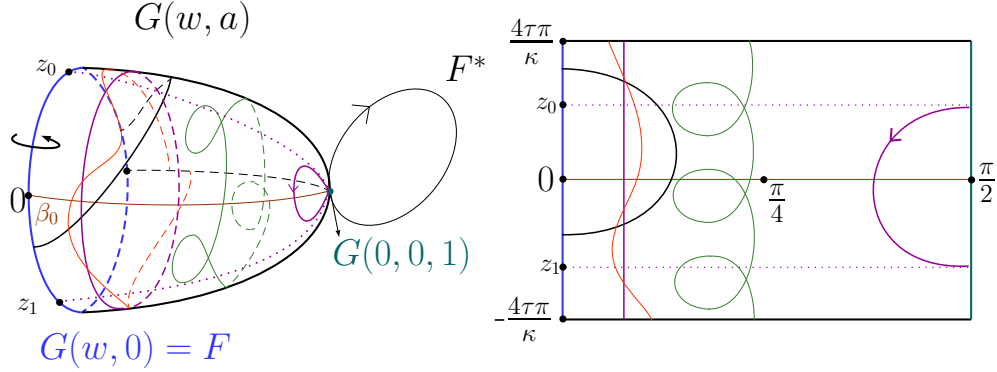 G(w, a)
z₀
F*
0
β₀
z₁
G(0, 0, 1)
G(w, 0) = F
4τπ/κ
z₀
0
π/4
π/2
z₁
-4τπ/κ